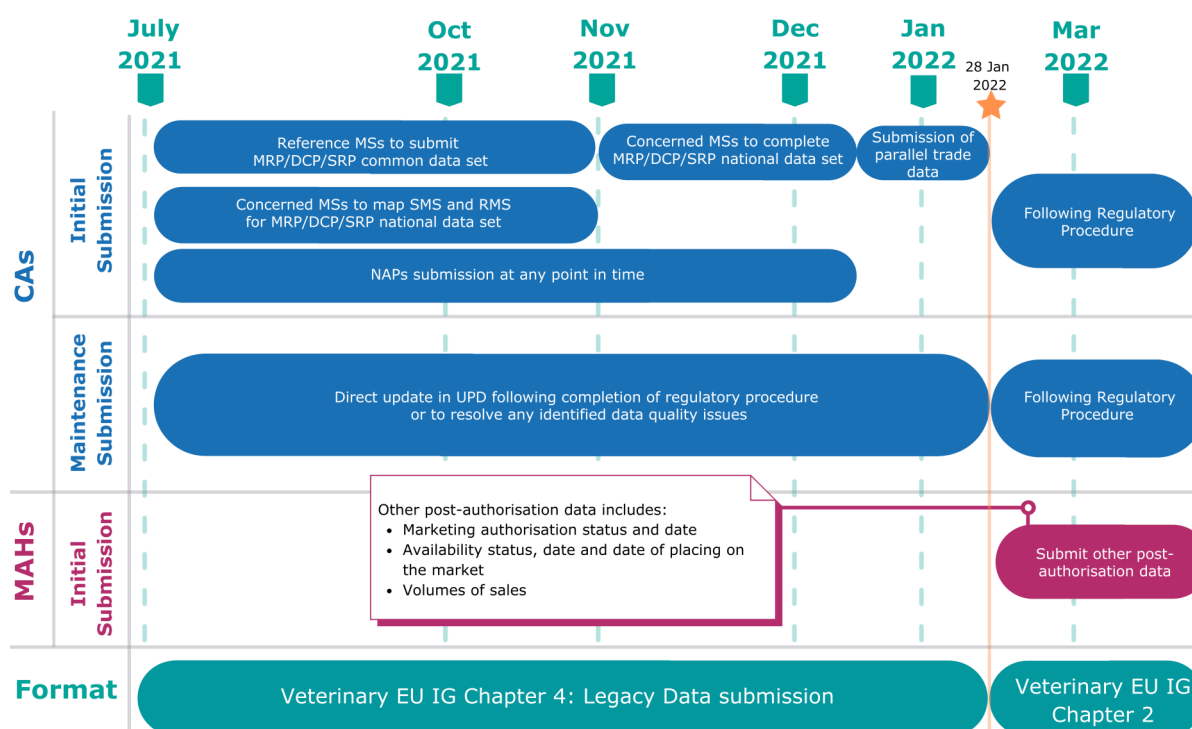 July
2021
Oct
2021
Nov
2021
Dec
2021
Jan
2022
28 Jan
2022
Mar
2022
CAs
Initial
Submission
Reference MSs to submit
MRP/DCP/SRP common data set
Concerned MSs to complete
MRP/DCP/SRP national data set
Submission of
parallel trade
data
Concerned MSs to map SMS and RMS
for MRP/DCP/SRP national data set
Following Regulatory
Procedure
NAPs submission at any point in time
Maintenance
Submission
Direct update in UPD following completion of regulatory procedure
or to resolve any identified data quality issues
Following Regulatory
Procedure
MAHs
Initial
Submission
Other post-authorisation data includes:
• Marketing authorisation status and date
• Availability status, date and date of placing on
the market
• Volumes of sales
Submit other post-
authorisation data
Format
Veterinary EU IG Chapter 4: Legacy Data submission
Veterinary EU IG
Chapter 2